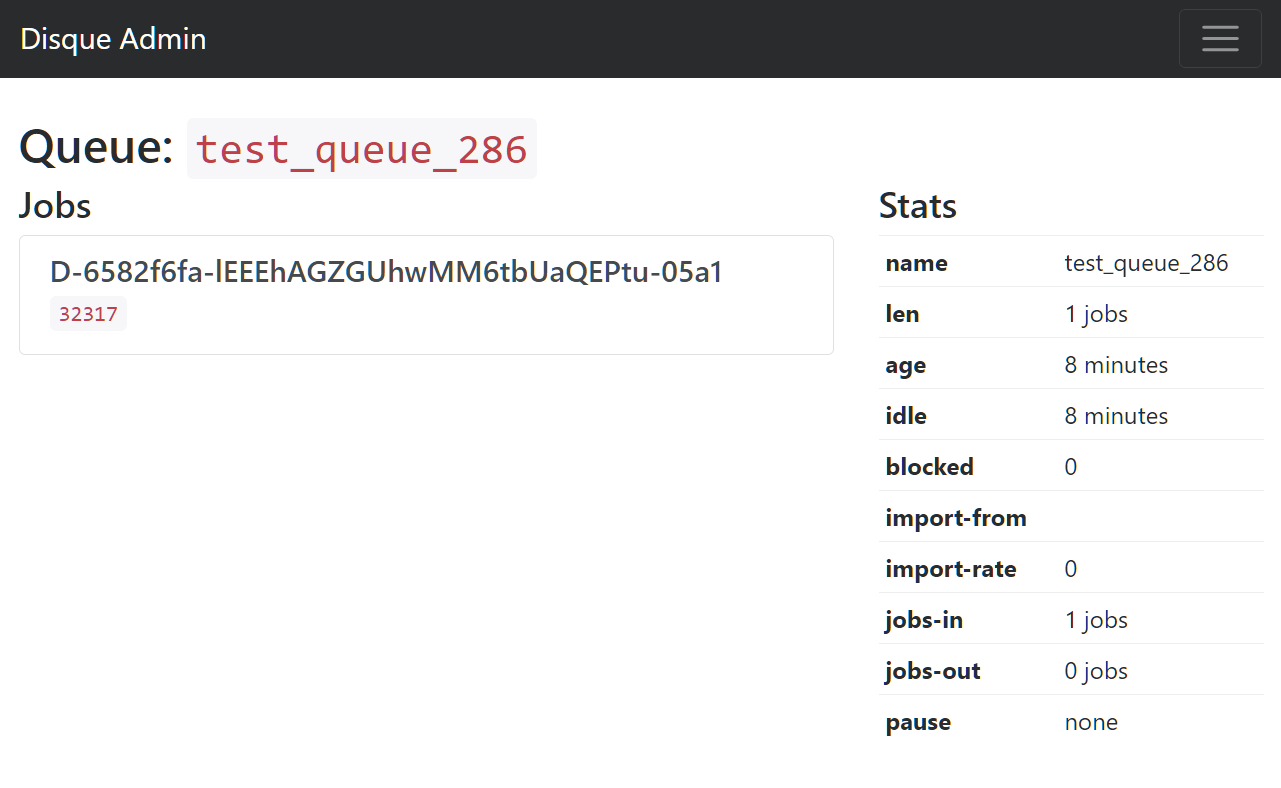 Disque Admin
Queue: test_queue_286
Jobs
D-6582f6fa-lEEEhAGZGUhwMM6tbUaQEPtu-05a1
32317
Stats
name test_queue_286
len 1 jobs
age 8 minutes
idle 8 minutes
blocked 0
import-from
import-rate 0
jobs-in 1 jobs
jobs-out 0 jobs
pause none